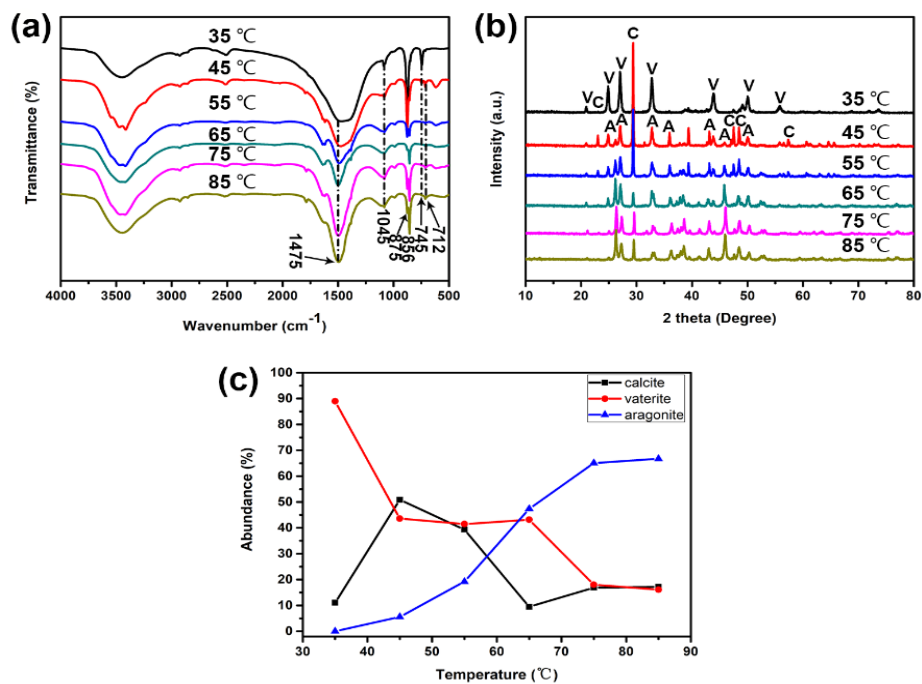 (a)
35 ℃
45 ℃
55 ℃
65 ℃
75 ℃
85 ℃
1475
1045
875
856
745
712
Transmittance (%)
4000 3500 3000 2500 2000 1500 1000 500
Wavenumber (cm-1)
(b)
C
V C V V V V V V
35 ℃
A A A A A A C C A C
45 ℃
55 ℃
65 ℃
75 ℃
85 ℃
Intensity (a.u.)
10 20 30 40 50 60 70 80
2 theta (Degree)
(c)
calcite
vaterite
aragonite
100
90
80
70
60
50
40
30
20
10
0
Abundance (%)
30 40 50 60 70 80 90
Temperature (℃)